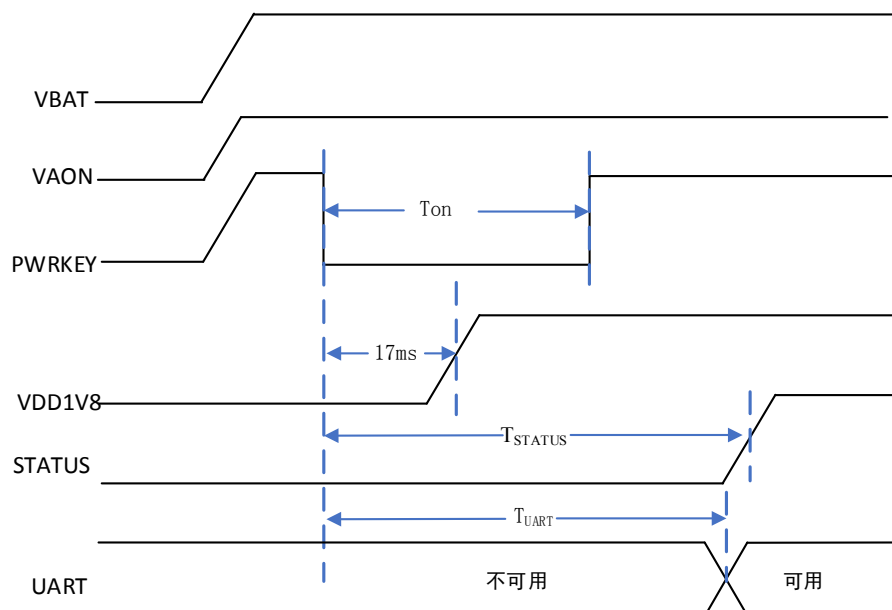 VBAT
VAON
Ton
PWRKEY
17ms
VDD1V8
TSTATUS
STATUS
TUART
UART
不可用
可用